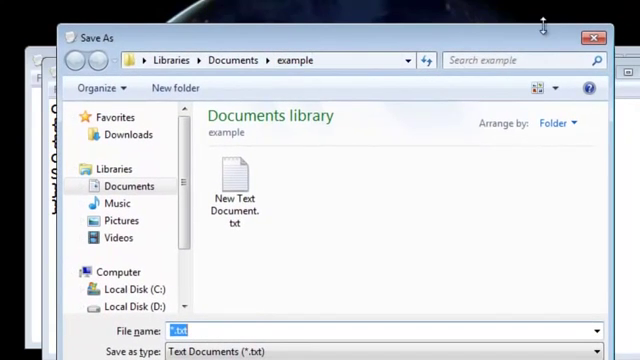 Save As
Libraries Documents example
Search example
Organize New folder
Favorites
Downloads
Libraries
Documents
Music
Pictures
Videos
Computer
Local Disk (C:)
Local Disk (D:)
Documents library
example
Arrange by: Folder
New Text
Document.
txt
File name: *.txt
Save as type: Text Documents (*.txt)